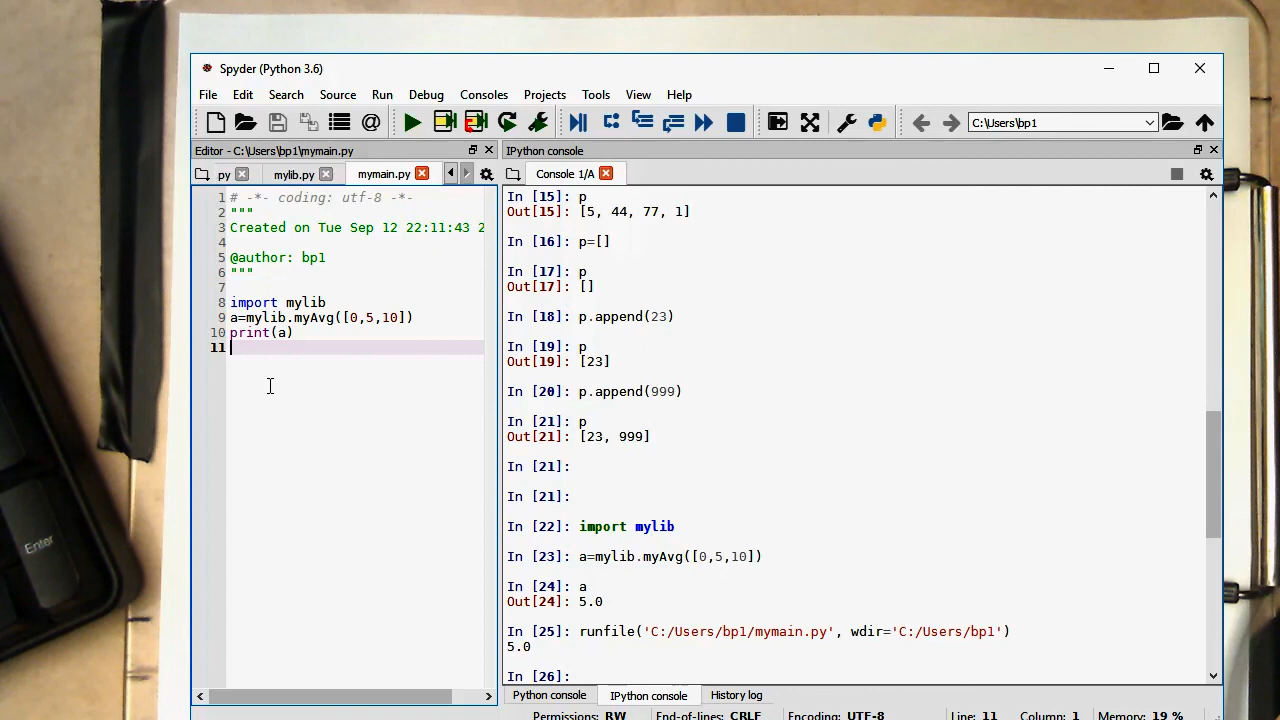 Spyder (Python 3.6)
File Edit Search Source Run Debug Consoles Projects Tools View Help
C:\Users\bp1
Editor - C:\Users\bp1\mymain.py
IPython console
py mylib.py mymain.py
Console 1/A
1 # -*- coding: utf-8 -*-
2 """
3 Created on Tue Sep 12 22:11:43 2
4
5 @author: bp1
6 """
7
8 import mylib
9 a=mylib.myAvg([0,5,10])
10 print(a)
11
In [15]: p
Out[15]: [5, 44, 77, 1]
In [16]: p=[]
In [17]: p
Out[17]: []
In [18]: p.append(23)
In [19]: p
Out[19]: [23]
In [20]: p.append(999)
In [21]: p
Out[21]: [23, 999]
In [21]:
In [21]:
In [22]: import mylib
In [23]: a=mylib.myAvg([0,5,10])
In [24]: a
Out[24]: 5.0
In [25]: runfile('C:/Users/bp1/mymain.py', wdir='C:/Users/bp1')
5.0
In [26]:
Python console IPython console History log
Permissions: RW End-of-lines: CRLF Encoding: UTF-8 Line: 11 Column: 1 Memory: 19 %
Enter